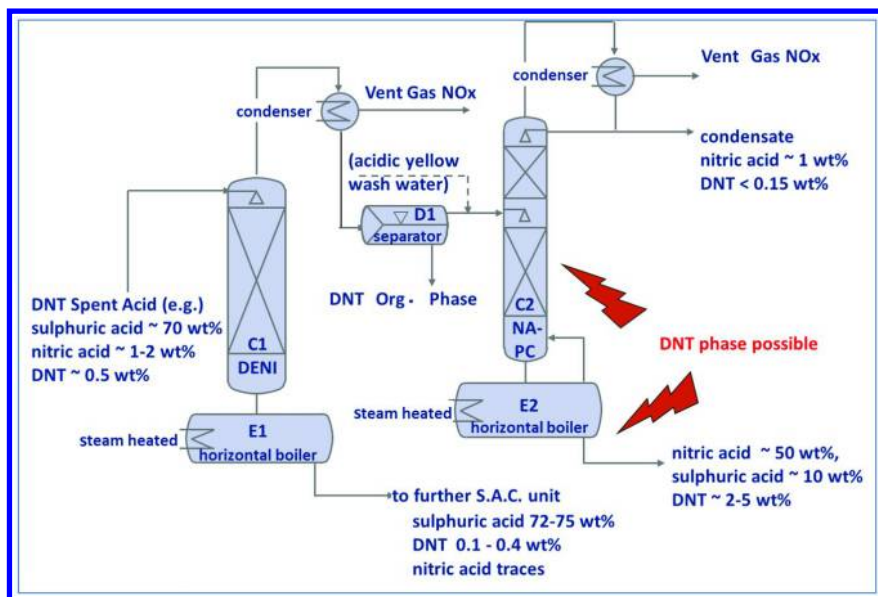 Vent Gas NOx
condenser
Vent Gas NOx
condenser
condensate
nitric acid ~ 1 wt%
DNT < 0.15 wt%
(acidic yellow
wash water)
D1
separator
DNT Org - Phase
DNT Spent Acid (e.g.)
sulphuric acid ~ 70 wt%
nitric acid ~ 1-2 wt%
DNT ~ 0.5 wt%
C1
DENI
C2
NA-
PC
DNT phase possible
steam heated
E1
horizontal boiler
steam heated
E2
horizontal boiler
nitric acid ~ 50 wt%,
sulphuric acid ~ 10 wt%
DNT ~ 2-5 wt%
to further S.A.C. unit
sulphuric acid 72-75 wt%
DNT 0.1 - 0.4 wt%
nitric acid traces